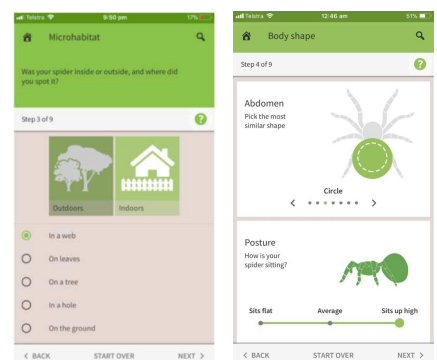 Telstra 9:50 pm 17%
Microhabitat
Was your spider inside or outside, and where did
you spot it?
Step 3 of 9
?
Outdoors Indoors
In a web
On leaves
On a tree
In a hole
On the ground
< BACK START OVER NEXT >
Telstra 12:46 am 51%
Body shape
Step 4 of 9
?
Abdomen
Pick the most
similar shape
Circle
< >
Posture
How is your
spider sitting?
Sits flat Average Sits up high
< BACK START OVER NEXT >